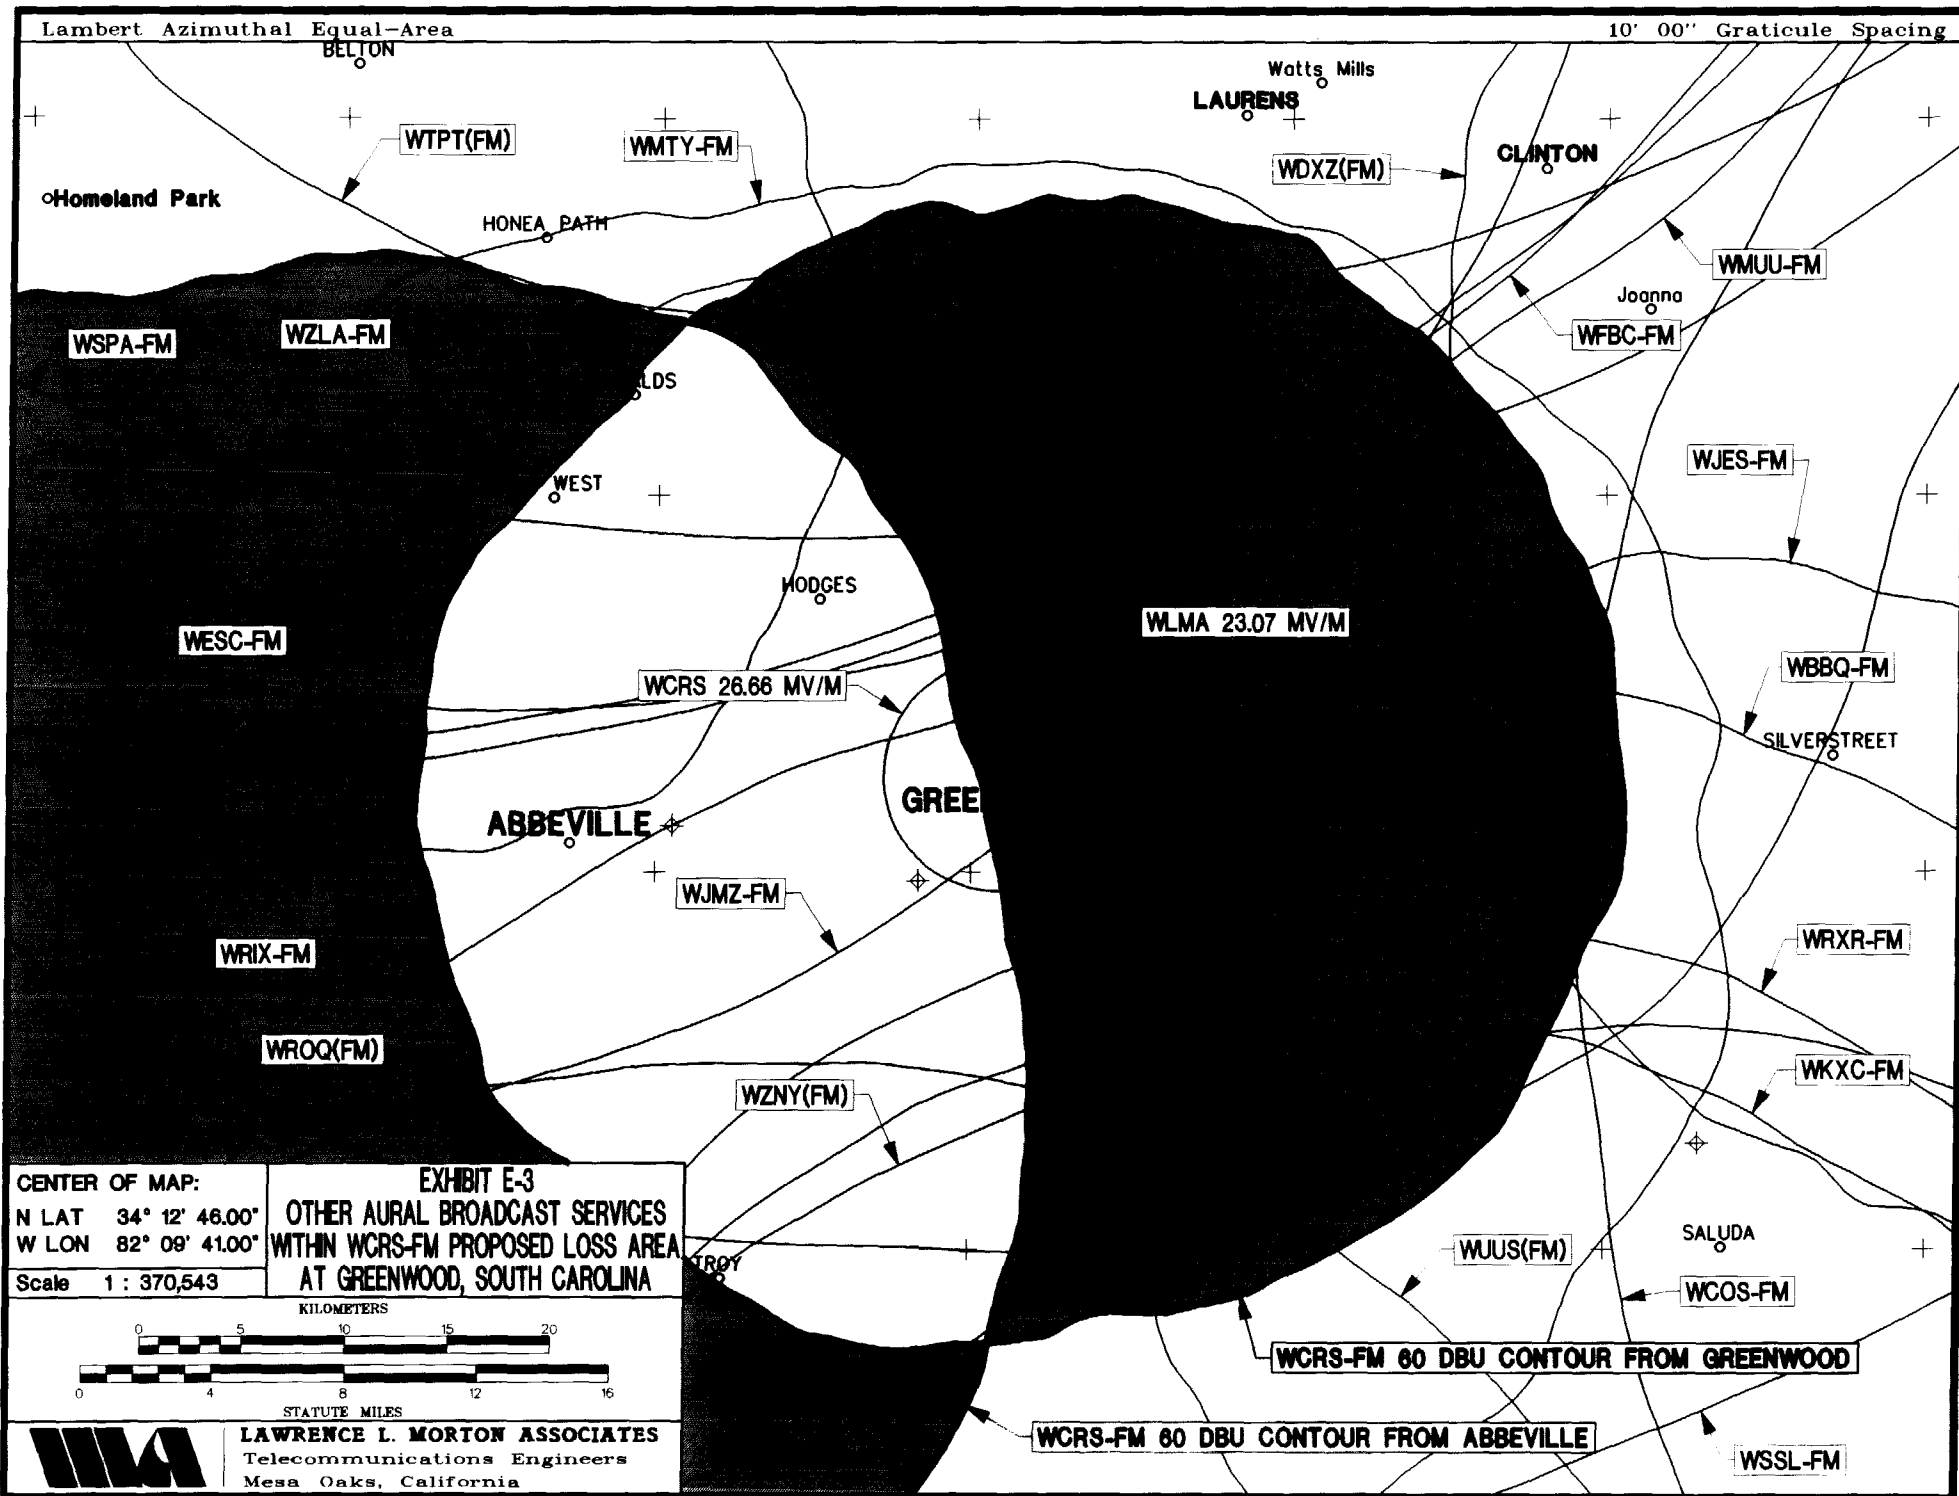 Lambert Azimuthal Equal-Area
10' 00" Graticule Spacing
BELTON
Watts Mills
LAURENS
WTPT(FM)
WMTY-FM
WDXZ(FM)
CLINTON
Homeland Park
HONEA PATH
WMUU-FM
Joanna
WSPA-FM
WZLA-FM
WFBC-FM
LDS
WEST
WJES-FM
HODGES
WLMA 23.07 MV/M
WESC-FM
WCRS 26.66 MV/M
WBBQ-FM
SILVERSTREET
GREE
ABBEVILLE
WJMZ-FM
WRIX-FM
WRXR-FM
WROQ(FM)
WKXC-FM
WZNY(FM)
CENTER OF MAP:
N LAT 34° 12' 46.00"
W LON 82° 09' 41.00"
Scale 1 : 370,543
EXHIBIT E-3
OTHER AURAL BROADCAST SERVICES
WITHIN WCRS-FM PROPOSED LOSS AREA
AT GREENWOOD, SOUTH CAROLINA
TROY
WUUS(FM)
SALUDA
WCOS-FM
KILOMETERS
0 5 10 15 20
0 4 8 12 16
STATUTE MILES
WCRS-FM 60 DBU CONTOUR FROM GREENWOOD
WCRS-FM 60 DBU CONTOUR FROM ABBEVILLE
WSSL-FM
LAWRENCE L. MORTON ASSOCIATES
Telecommunications Engineers
Mesa Oaks, California